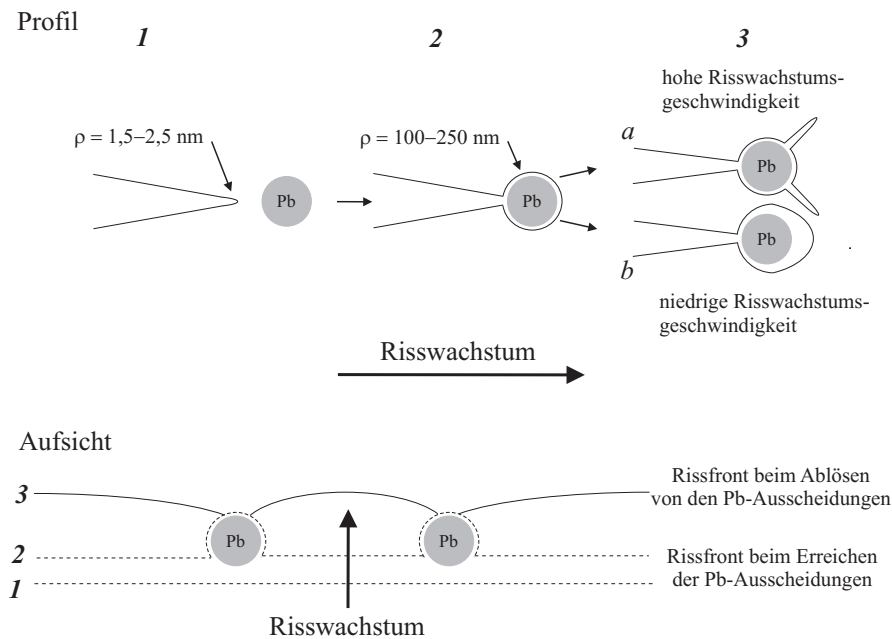 Profil
1
2
3
hohe Risswachstums-
geschwindigkeit
ρ = 1,5–2,5 nm
ρ = 100–250 nm
a
Pb
Pb
Pb
Pb
b
niedrige Risswachstums-
geschwindigkeit
Risswachstum
Aufsicht
3
Rissfront beim Ablösen
von den Pb-Ausscheidungen
Pb
Pb
2
Rissfront beim Erreichen
der Pb-Ausscheidungen
1
Risswachstum